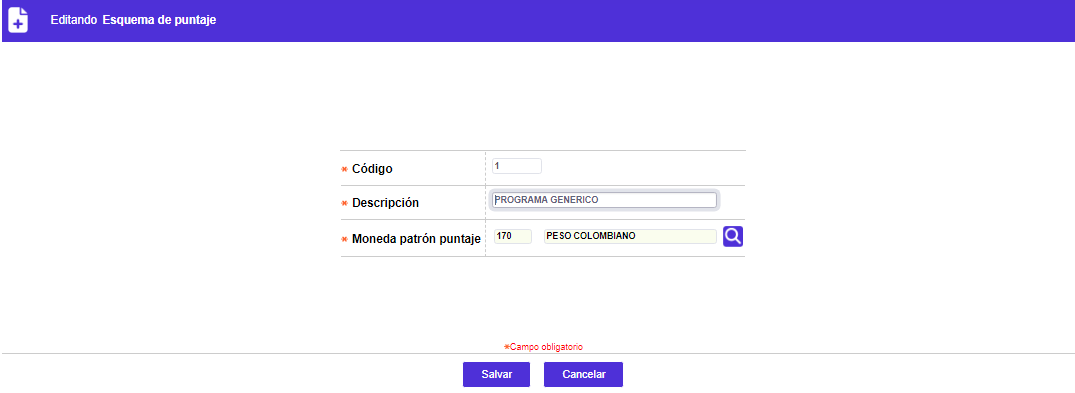 Editando Esquema de puntaje
* Código 1
* Descripción PROGRAMA GENERICO
* Moneda patrón puntaje 170 PESO COLOMBIANO
*Campo obligatorio
Salvar Cancelar